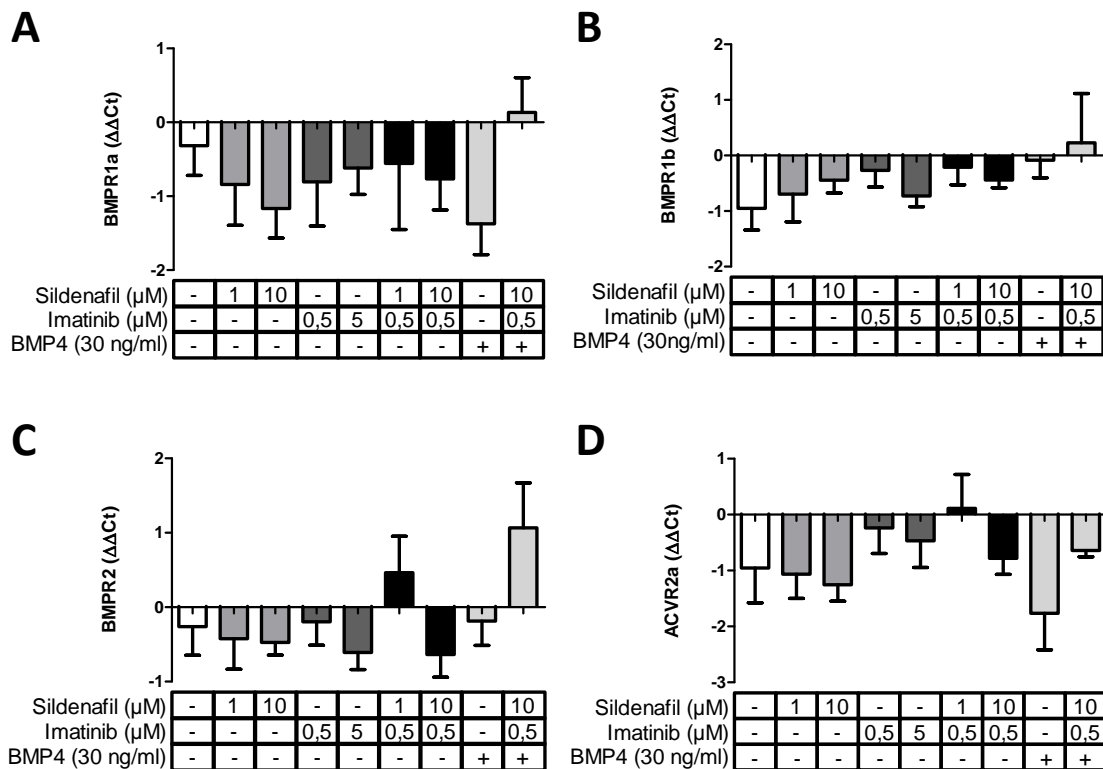 A
BMPR1a (ΔΔCt)
1
0
-1
-2
Sildenafil (µM) - 1 10 - - 1 10 - 10
Imatinib (µM) - - - 0,5 5 0,5 0,5 - 0,5
BMP4 (30 ng/ml) - - - - - - - + +
B
BMPR1b (ΔΔCt)
2
1
0
-1
-2
Sildenafil (µM) - 1 10 - - 1 10 - 10
Imatinib (µM) - - - 0,5 5 0,5 0,5 - 0,5
BMP4 (30ng/ml) - - - - - - - + +
C
BMPR2 (ΔΔCt)
2
1
0
-1
Sildenafil (µM) - 1 10 - - 1 10 - 10
Imatinib (µM) - - - 0,5 5 0,5 0,5 - 0,5
BMP4 (30 ng/ml) - - - - - - - + +
D
ACVR2a (ΔΔCt)
1
0
-1
-2
-3
Sildenafil (µM) - 1 10 - - 1 10 - 10
Imatinib (µM) - - - 0,5 5 0,5 0,5 - 0,5
BMP4 (30 ng/ml) - - - - - - - + +